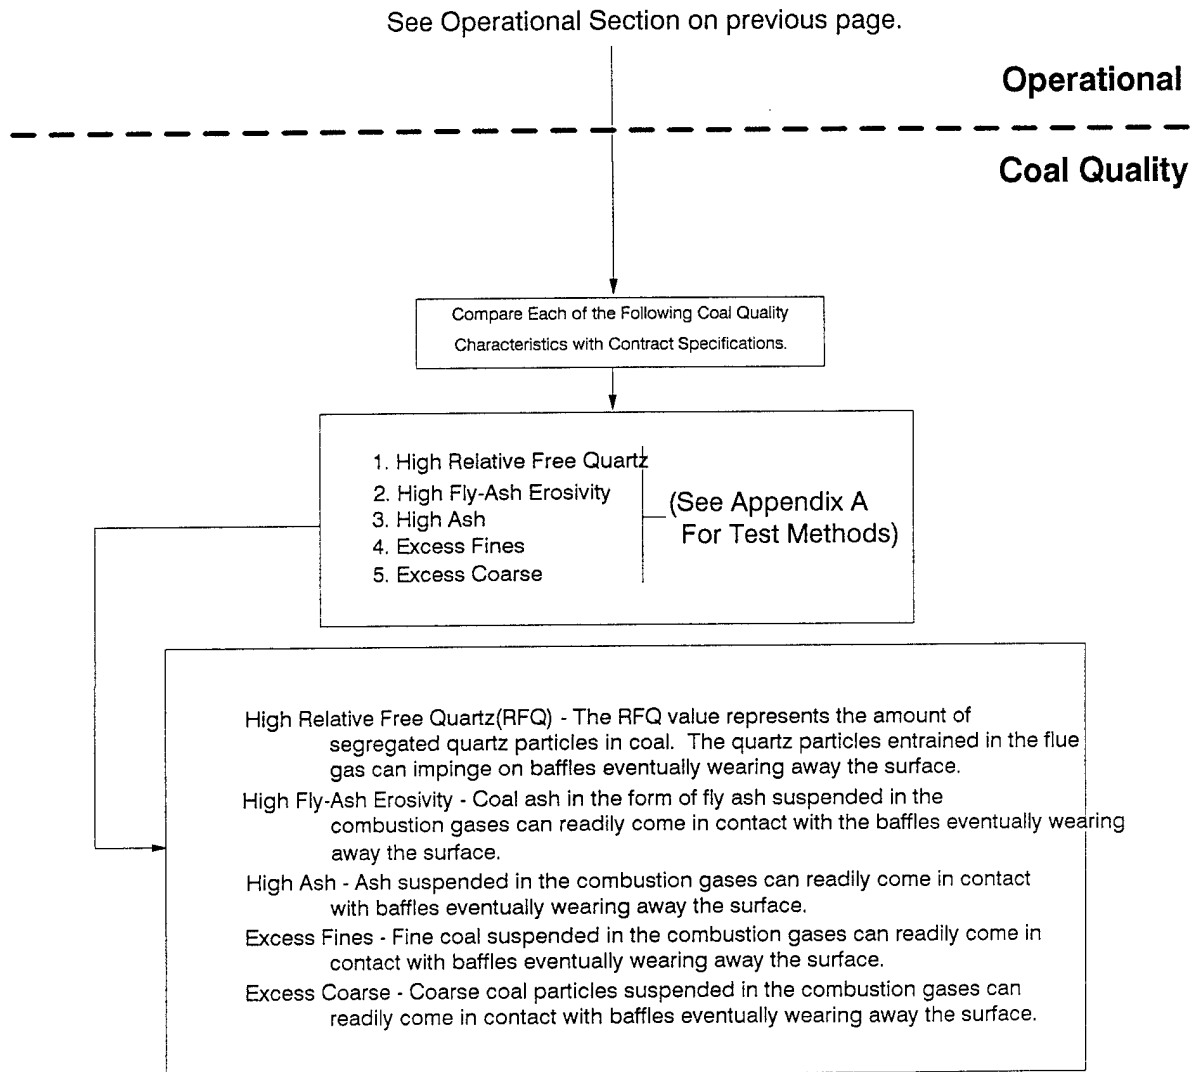 See Operational Section on previous page.
Operational
Coal Quality
Compare Each of the Following Coal Quality
Characteristics with Contract Specifications.
1. High Relative Free Quartz
2. High Fly-Ash Erosivity
3. High Ash
4. Excess Fines
5. Excess Coarse
(See Appendix A
For Test Methods)
High Relative Free Quartz(RFQ) - The RFQ value represents the amount of
segregated quartz particles in coal. The quartz particles entrained in the flue
gas can impinge on baffles eventually wearing away the surface.
High Fly-Ash Erosivity - Coal ash in the form of fly ash suspended in the
combustion gases can readily come in contact with the baffles eventually wearing
away the surface.
High Ash - Ash suspended in the combustion gases can readily come in contact
with baffles eventually wearing away the surface.
Excess Fines - Fine coal suspended in the combustion gases can readily come in
contact with baffles eventually wearing away the surface.
Excess Coarse - Coarse coal particles suspended in the combustion gases can
readily come in contact with baffles eventually wearing away the surface.